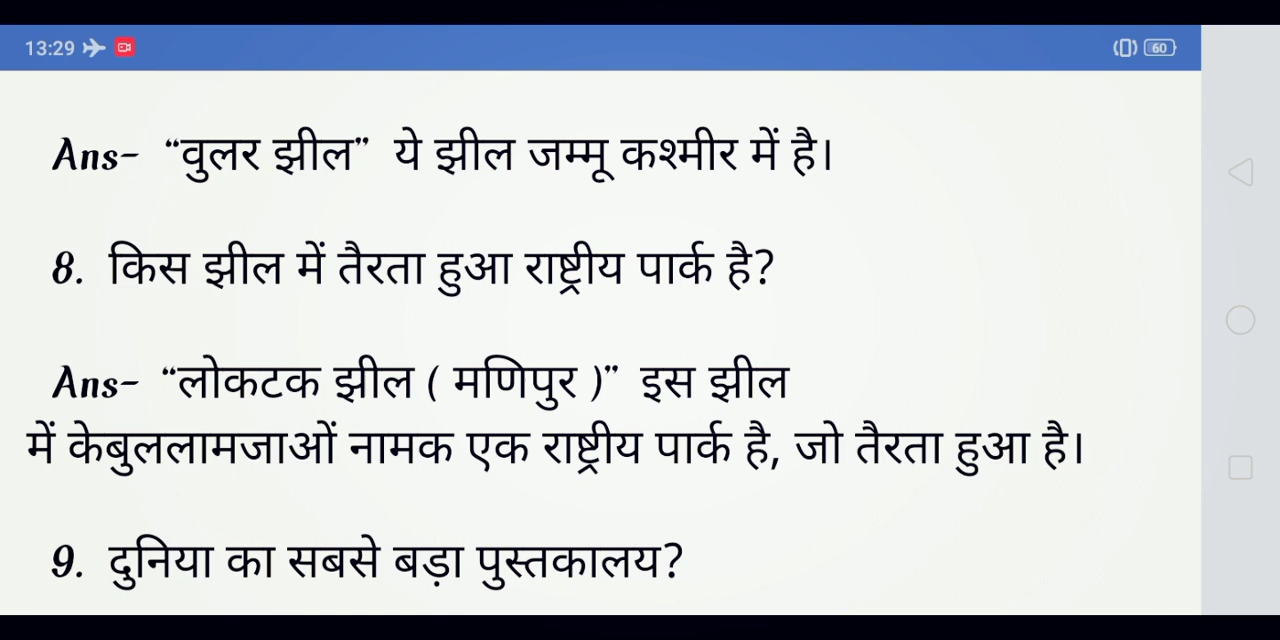 13:29
60
Ans- “वुलर झील” ये झील जम्मू कश्मीर में है।
8. किस झील में तैरता हुआ राष्ट्रीय पार्क है?
Ans- “लोकटक झील ( मणिपुर )” इस झील
में केबुललामजाओं नामक एक राष्ट्रीय पार्क है, जो तैरता हुआ है।
9. दुनिया का सबसे बड़ा पुस्तकालय?